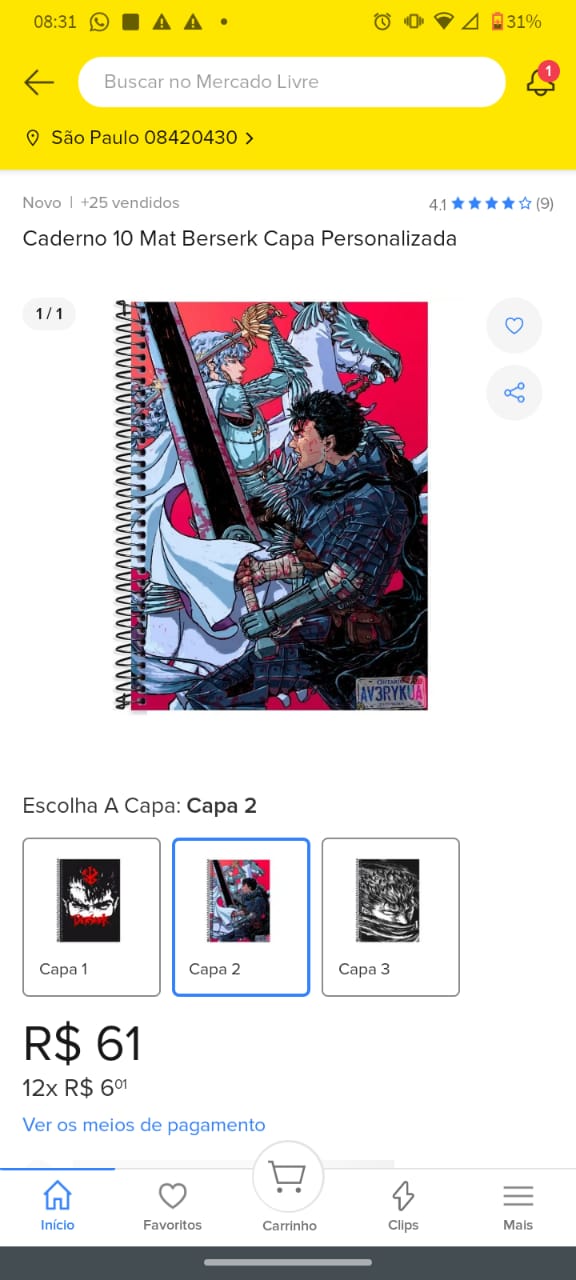 08:31
31%
Buscar no Mercado Livre
1
São Paulo 08420430
Novo | +25 vendidos
4.1 (9)
Caderno 10 Mat Berserk Capa Personalizada
1 / 1
AV3RYKUA
Escolha A Capa: Capa 2
Berserk
Capa 1
Capa 2
Capa 3
R$ 61
12x R$ 6⁰¹
Ver os meios de pagamento
Início
Favoritos
Carrinho
Clips
Mais